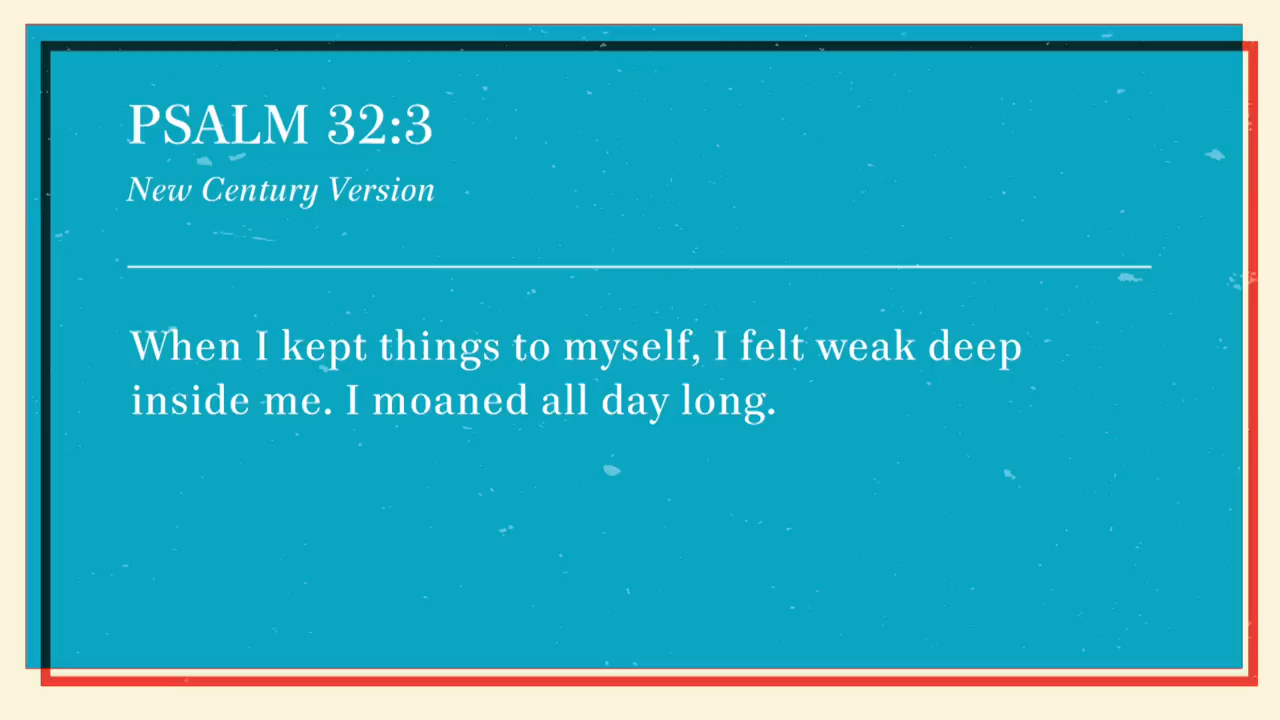 PSALM 32:3
New Century Version
When I kept things to myself, I felt weak deep
inside me. I moaned all day long.